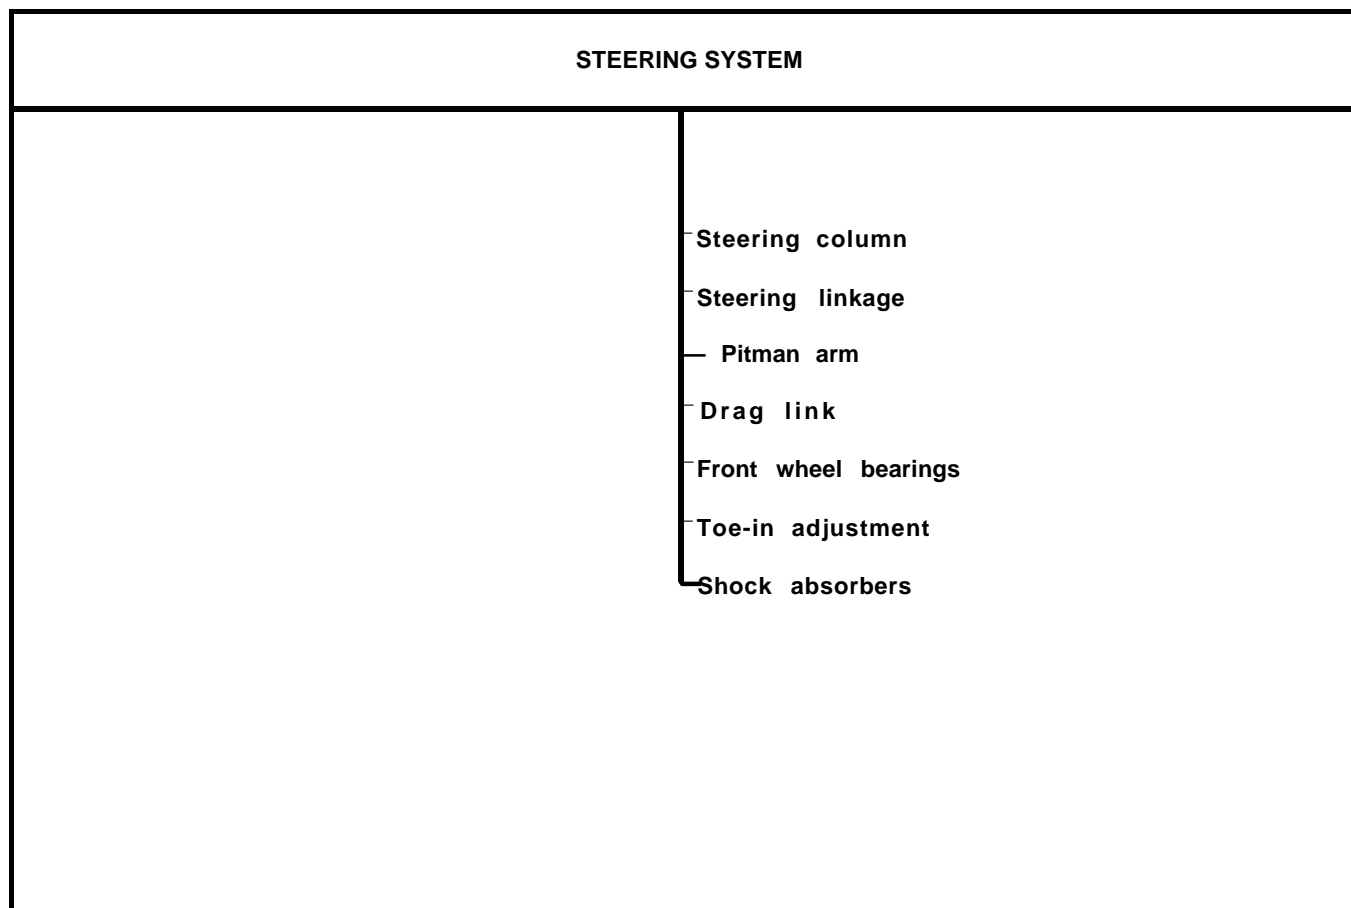 STEERING SYSTEM
Steering column
Steering linkage
Pitman arm
Drag link
Front wheel bearings
Toe-in adjustment
Shock absorbers